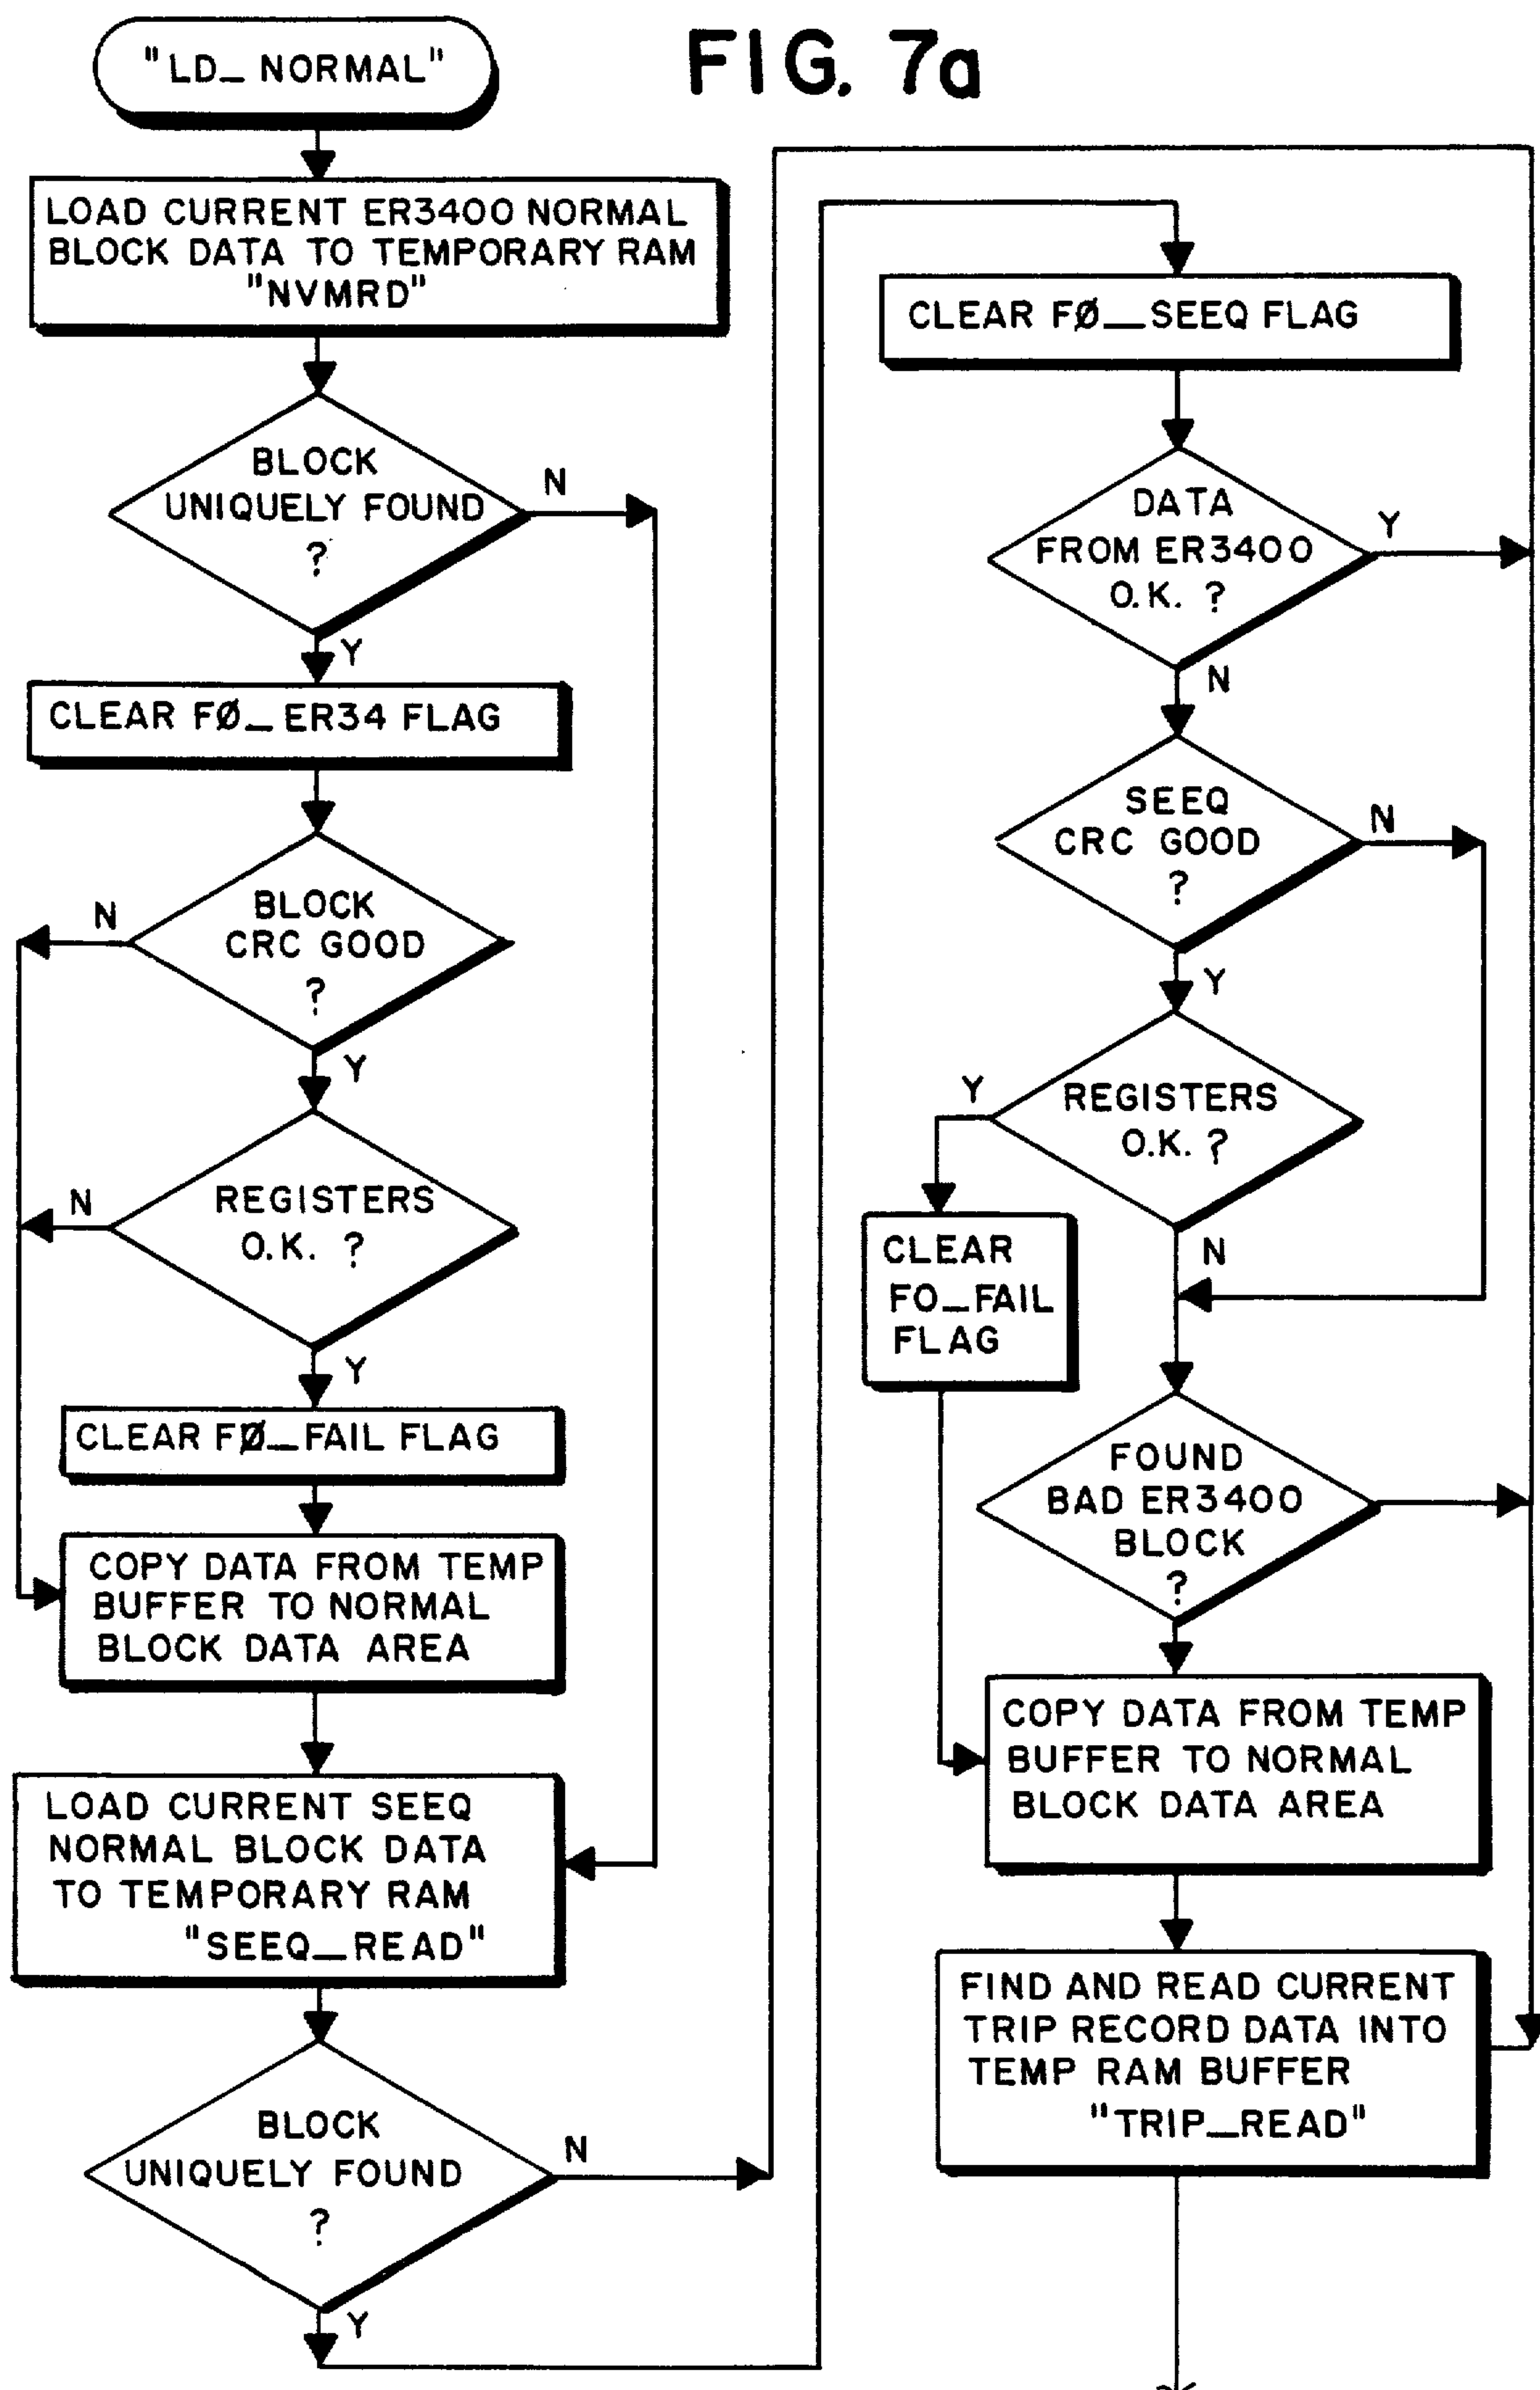 FIG. 7a
"LD_ NORMAL"
LOAD CURRENT ER3400 NORMAL
BLOCK DATA TO TEMPORARY RAM
"NVMRD"
BLOCK
UNIQUELY FOUND
?
N
Y
CLEAR FØ_ ER34 FLAG
BLOCK
CRC GOOD
?
N
Y
REGISTERS
O.K. ?
N
Y
CLEAR FØ_FAIL FLAG
COPY DATA FROM TEMP
BUFFER TO NORMAL
BLOCK DATA AREA
LOAD CURRENT SEEQ
NORMAL BLOCK DATA
TO TEMPORARY RAM
"SEEQ_READ"
BLOCK
UNIQUELY FOUND
?
N
Y
CLEAR FØ_SEEQ FLAG
DATA
FROM ER3400
O.K. ?
Y
N
SEEQ
CRC GOOD
?
N
Y
REGISTERS
O.K. ?
Y
N
CLEAR
FO_FAIL
FLAG
FOUND
BAD ER3400
BLOCK
?
COPY DATA FROM TEMP
BUFFER TO NORMAL
BLOCK DATA AREA
FIND AND READ CURRENT
TRIP RECORD DATA INTO
TEMP RAM BUFFER
"TRIP_READ"